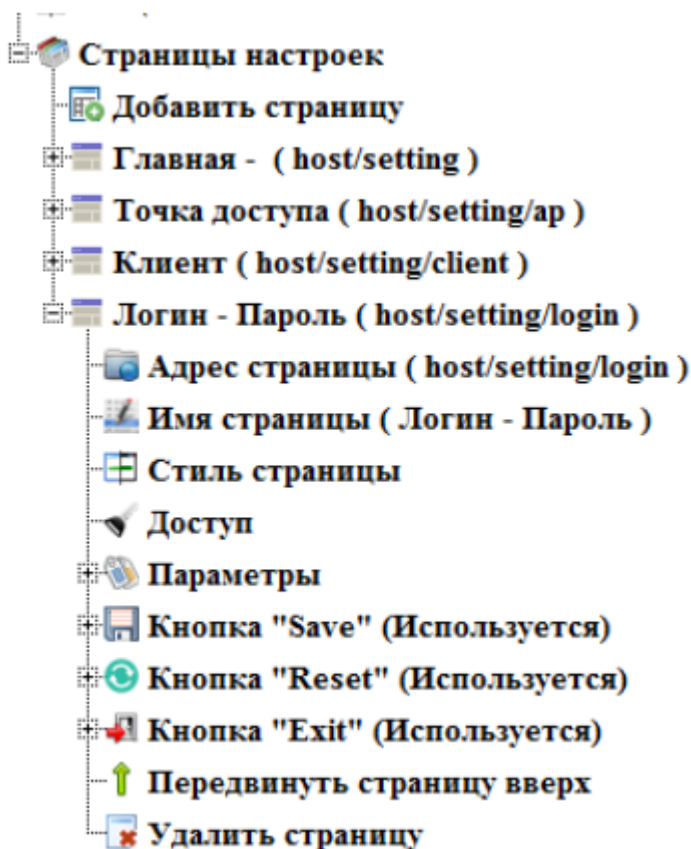 Страницы настроек
Добавить страницу
Главная - ( host/setting )
Точка доступа ( host/setting/ap )
Клиент ( host/setting/client )
Логин - Пароль ( host/setting/login )
Адрес страницы ( host/setting/login )
Имя страницы ( Логин - Пароль )
Стиль страницы
Доступ
Параметры
Кнопка "Save" (Используется)
Кнопка "Reset" (Используется)
Кнопка "Exit" (Используется)
Передвинуть страницу вверх
Удалить страницу